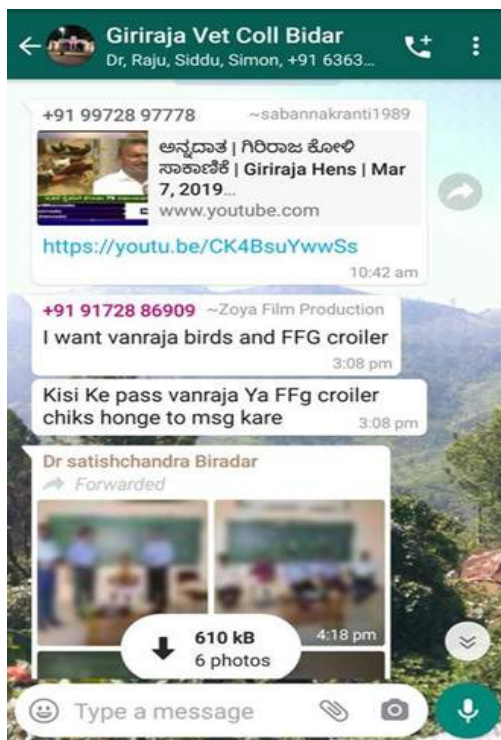 Giriraja Vet Coll Bidar
Dr, Raju, Siddu, Simon, +91 6363...
+91 99728 97778 ~sabannakranti1989
ಅನ್ನದಾತ | ಗಿರಿರಾಜ ಕೋಳಿ
ಸಾಕಾಣಿಕೆ | Giriraja Hens | Mar
7, 2019...
www.youtube.com
https://youtu.be/CK4BsuYwwSs
10:42 am
+91 91728 86909 ~Zoya Film Production
I want vanraja birds and FFG croiler
3:08 pm
Kisi Ke pass vanraja Ya FFg croiler
chiks honge to msg kare 3:08 pm
Dr satishchandra Biradar
Forwarded
4:18 pm
610 kB
6 photos
Type a message